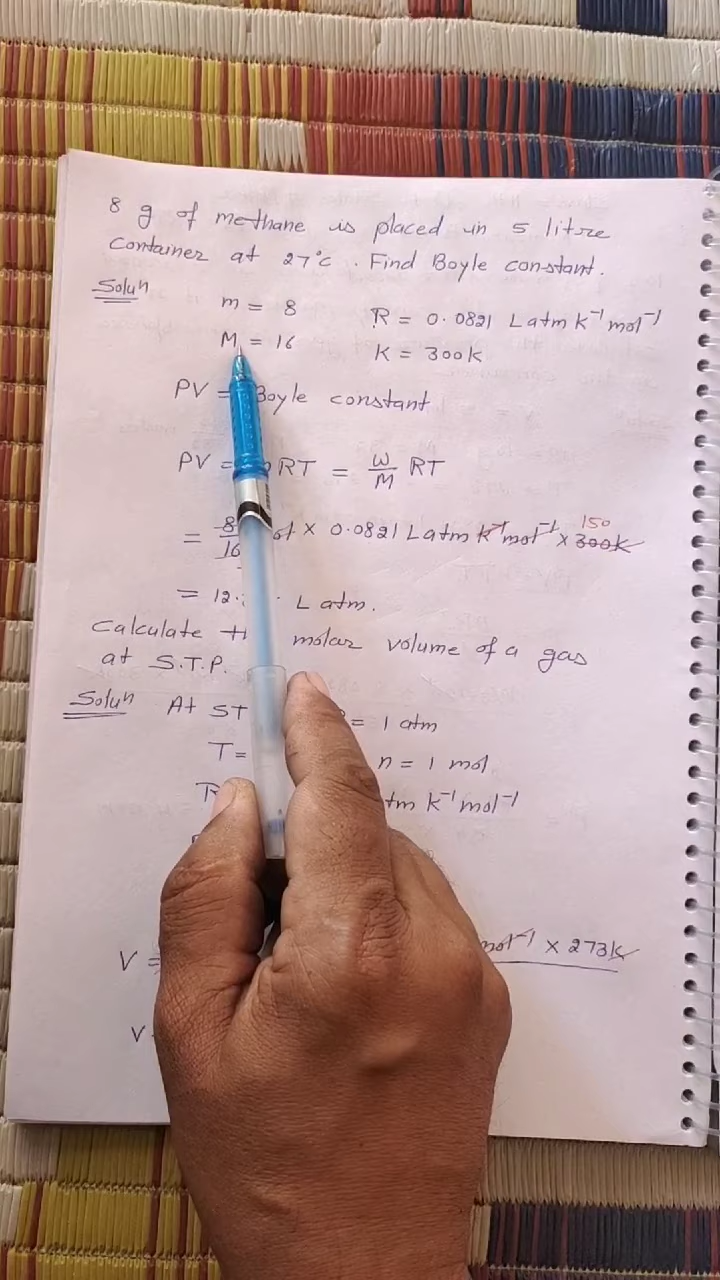 8 g of methane is placed in 5 litre
Container at 27°C. Find Boyle constant.
Soluⁿ
m = 8 R = 0.0821 L atm K⁻¹ mol⁻¹
M = 16 K = 300K
PV = Boyle constant
PV = RT = W/M RT
= 8/16 × 0.0821 L atm K⁻¹ mol⁻¹ × 300K 150
= 12. L atm.
Calculate molar volume of a gas
at S.T.P.
Soluⁿ At ST = 1 atm
T = n = 1 mol
R atm K⁻¹ mol⁻¹
V = mol⁻¹ × 273K
V